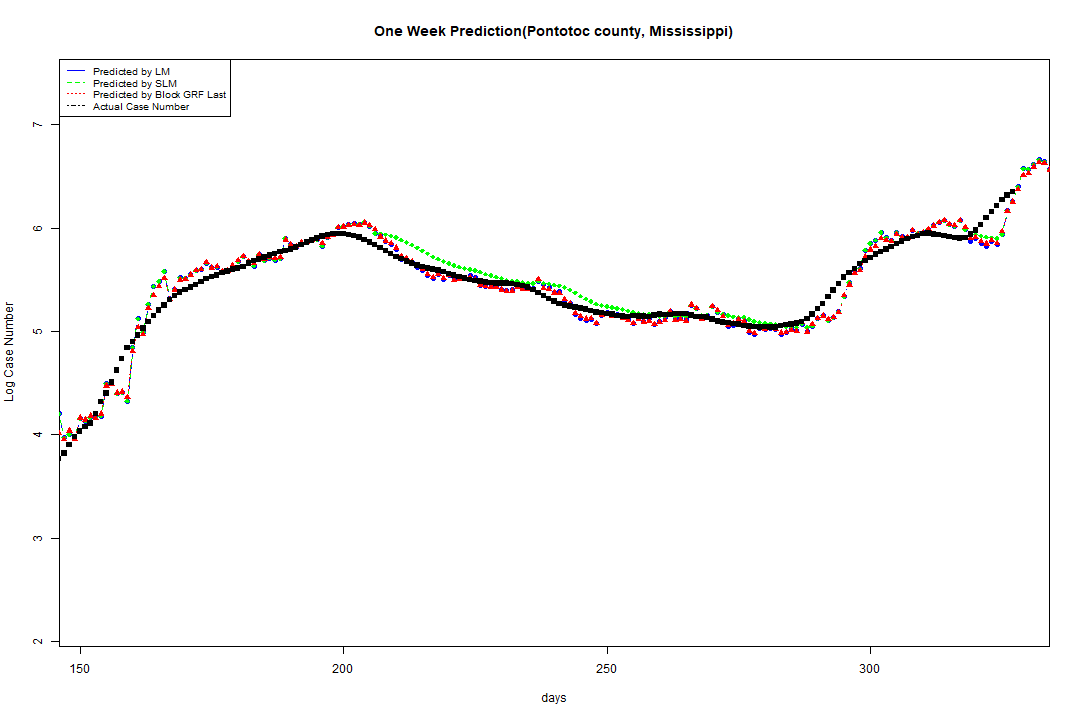 One Week Prediction(Pontotoc county, Mississippi)
Predicted by LM
Predicted by SLM
Predicted by Block GRF Last
Actual Case Number
7
6
5
4
3
2
Log Case Number
150 200 250 300
days